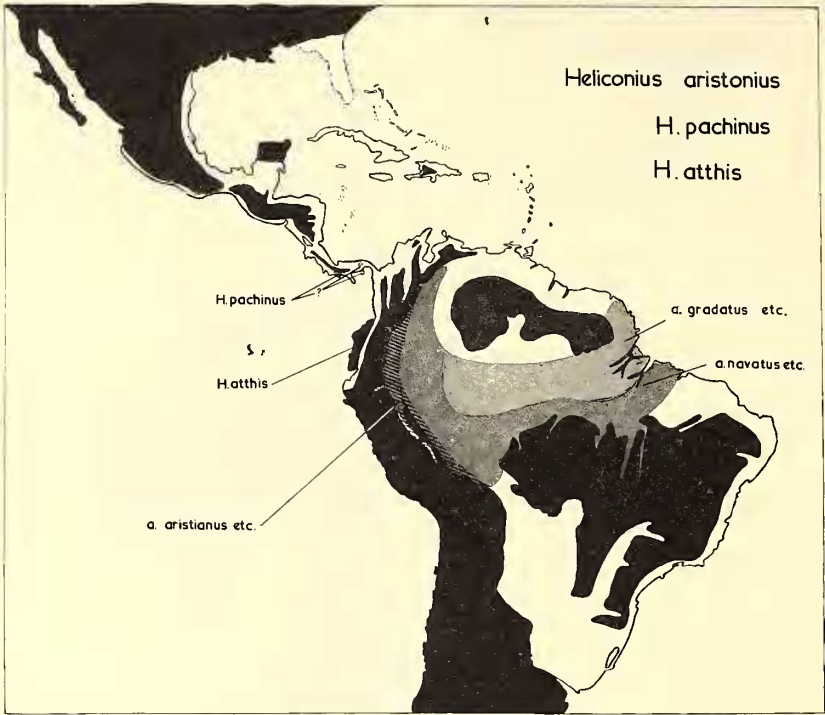 Heliconius aristonius
H. pachinus
H. atthis
H. pachinus
?
a. gradatus etc.
a. navatus etc.
H. atthis
a. aristianus etc.